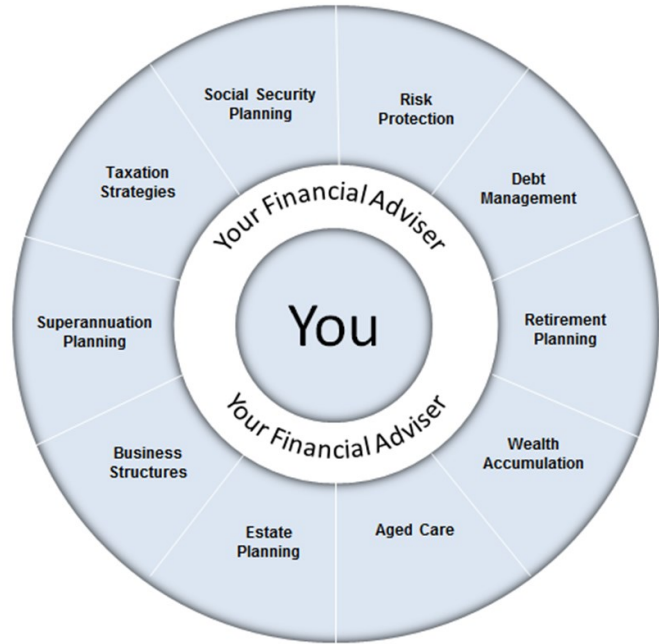 Social Security
Planning
Risk
Protection
Debt
Management
Retirement
Planning
Wealth
Accumulation
Aged Care
Estate
Planning
Business
Structures
Superannuation
Planning
Taxation
Strategies
Your Financial Adviser
You
Your Financial Adviser